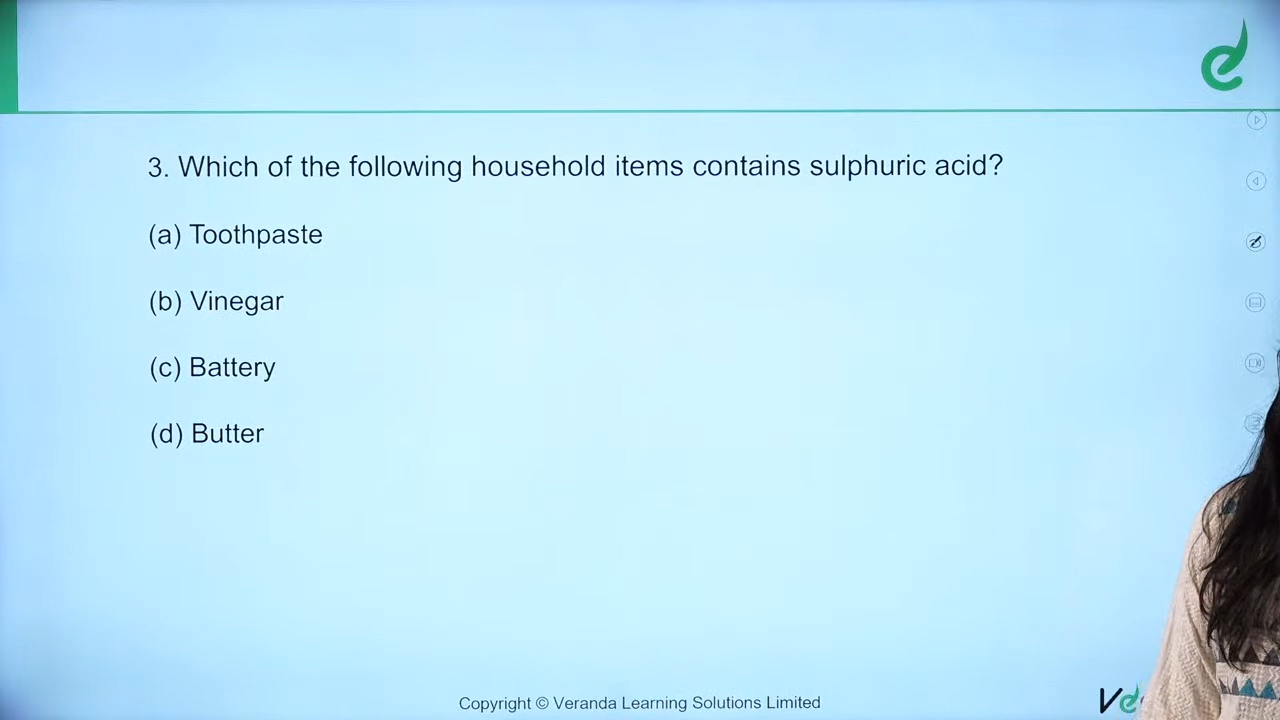 3. Which of the following household items contains sulphuric acid?
(a) Toothpaste
(b) Vinegar
(c) Battery
(d) Butter
Copyright © Veranda Learning Solutions Limited